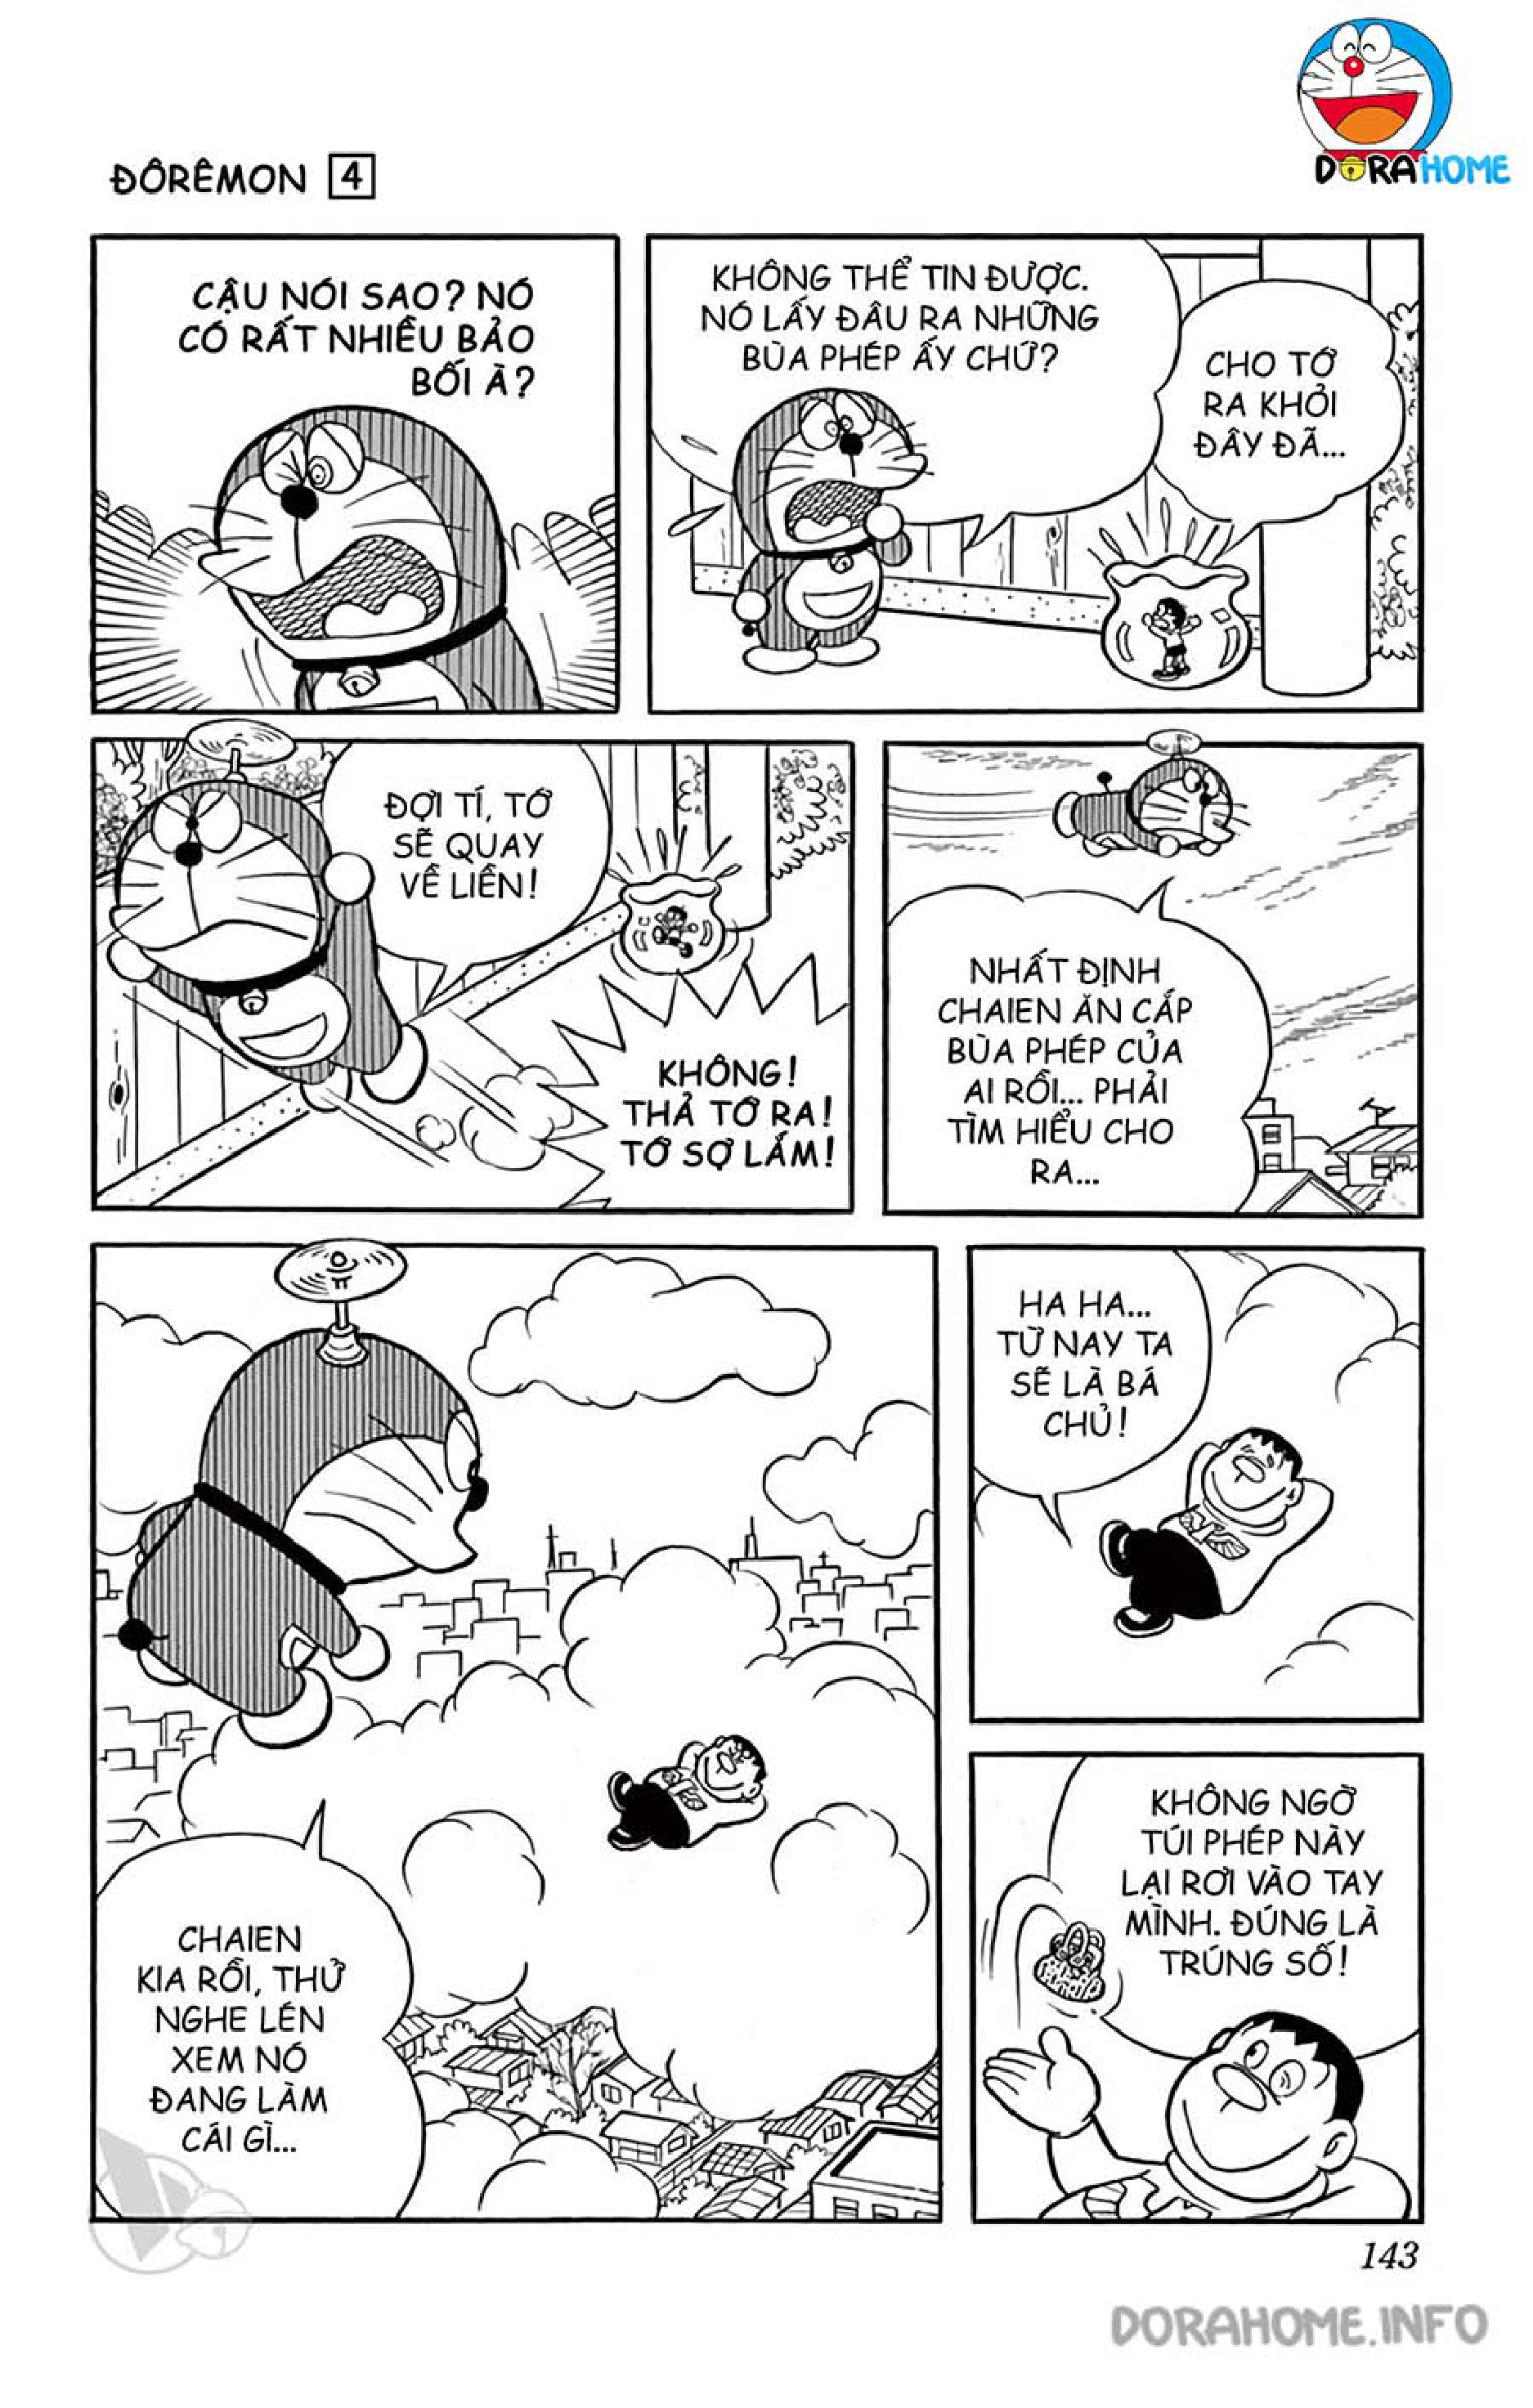 DORAHOME
ĐÔRÊMON 4
CẬU NÓI SAO? NÓ
CÓ RẤT NHIỀU BẢO
BỐI À?
KHÔNG THỂ TIN ĐƯỢC.
NÓ LẤY ĐÂU RA NHỮNG
BÙA PHÉP ẤY CHỨ?
CHO TỚ
RA KHỎI
ĐÂY ĐÃ...
ĐỢI TÍ, TỚ
SẼ QUAY
VỀ LIỀN!
KHÔNG!
THẢ TỚ RA!
TỚ SỢ LẮM!
NHẤT ĐỊNH
CHAIEN ĂN CẮP
BÙA PHÉP CỦA
AI RỒI... PHẢI
TÌM HIỂU CHO
RA...
CHAIEN
KIA RỒI, THỬ
NGHE LÉN
XEM NÓ
ĐANG LÀM
CÁI GÌ...
HA HA...
TỪ NAY TA
SẼ LÀ BÁ
CHỦ!
KHÔNG NGỜ
TÚI PHÉP NÀY
LẠI RƠI VÀO TAY
MÌNH. ĐÚNG LÀ
TRÚNG SỐ!
143
DORAHOME.INFO